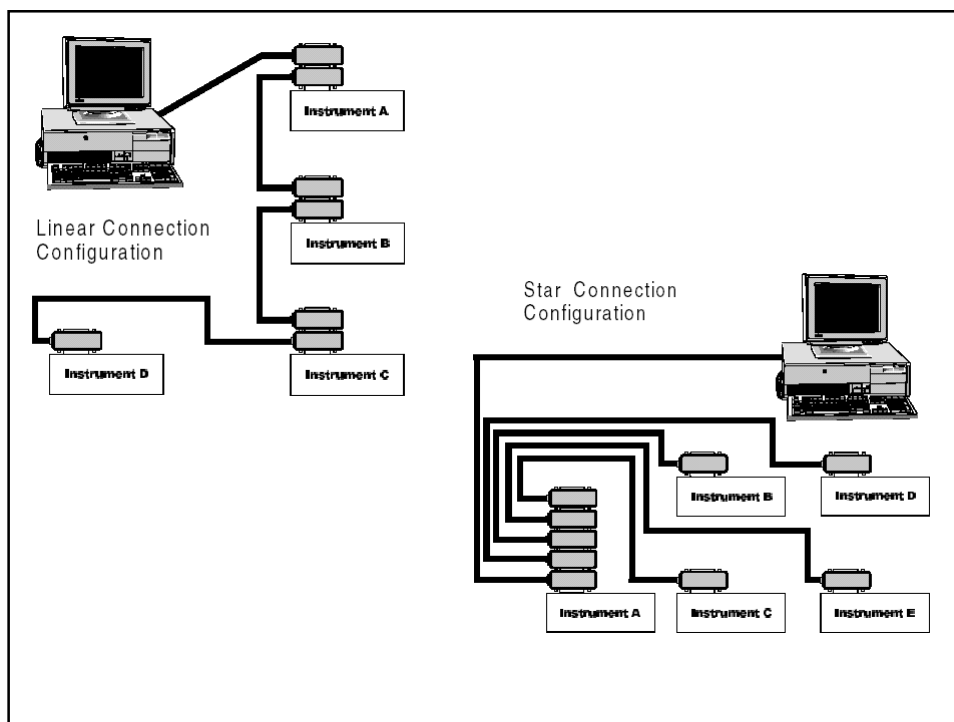 Instrument A
Instrument B
Linear Connection
Configuration
Instrument D
Instrument C
Star Connection
Configuration
Instrument B
Instrument D
Instrument A
Instrument C
Instrument E